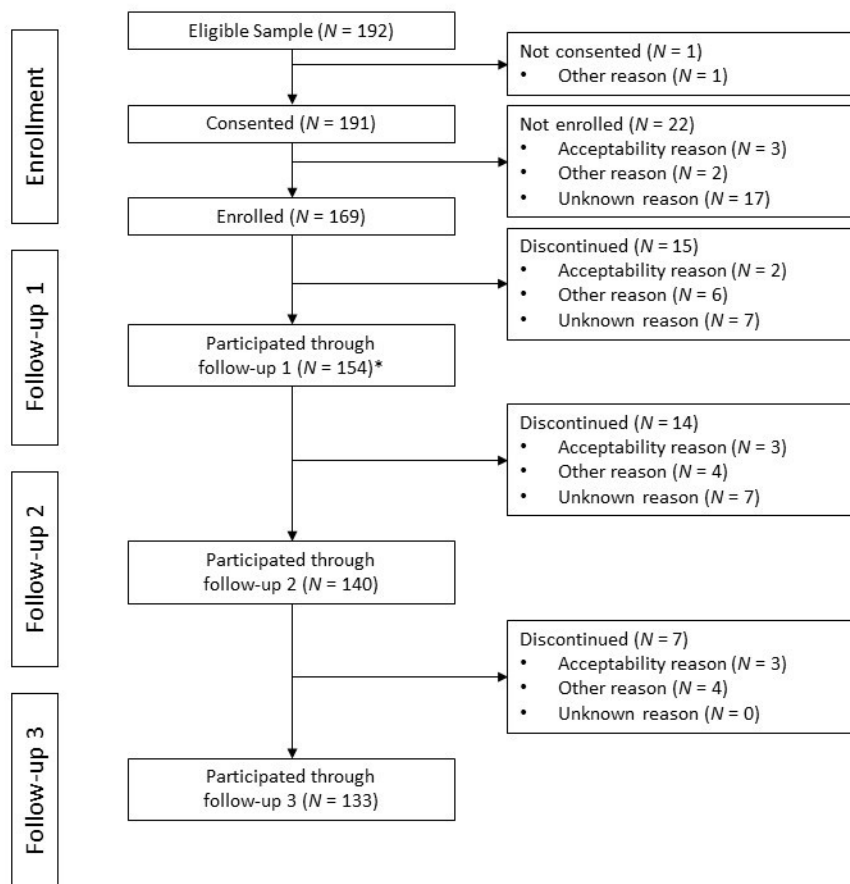 Enrollment
Eligible Sample (N = 192)
Not consented (N = 1)
• Other reason (N = 1)
Consented (N = 191)
Not enrolled (N = 22)
• Acceptability reason (N = 3)
• Other reason (N = 2)
• Unknown reason (N = 17)
Enrolled (N = 169)
Follow-up 1
Discontinued (N = 15)
• Acceptability reason (N = 2)
• Other reason (N = 6)
• Unknown reason (N = 7)
Participated through
follow-up 1 (N = 154)*
Follow-up 2
Discontinued (N = 14)
• Acceptability reason (N = 3)
• Other reason (N = 4)
• Unknown reason (N = 7)
Participated through
follow-up 2 (N = 140)
Follow-up 3
Discontinued (N = 7)
• Acceptability reason (N = 3)
• Other reason (N = 4)
• Unknown reason (N = 0)
Participated through
follow-up 3 (N = 133)